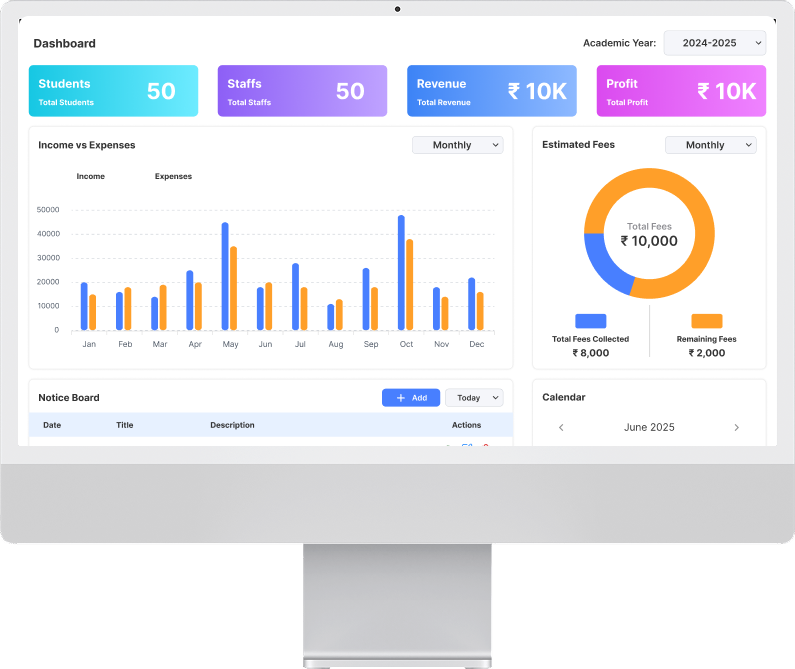 Dashboard
Academic Year: 2024-2025
Students
Total Students
50
Staffs
Total Staffs
50
Revenue
Total Revenue
₹ 10K
Profit
Total Profit
₹ 10K
Income vs Expenses
Monthly
Income Expenses
50000
40000
30000
20000
10000
0
Jan Feb Mar Apr May Jun Jul Aug Sep Oct Nov Dec
Estimated Fees
Monthly
Total Fees
₹ 10,000
Total Fees Collected
₹ 8,000
Remaining Fees
₹ 2,000
Notice Board
+ Add
Today
Date Title Description Actions
Calendar
< June 2025 >